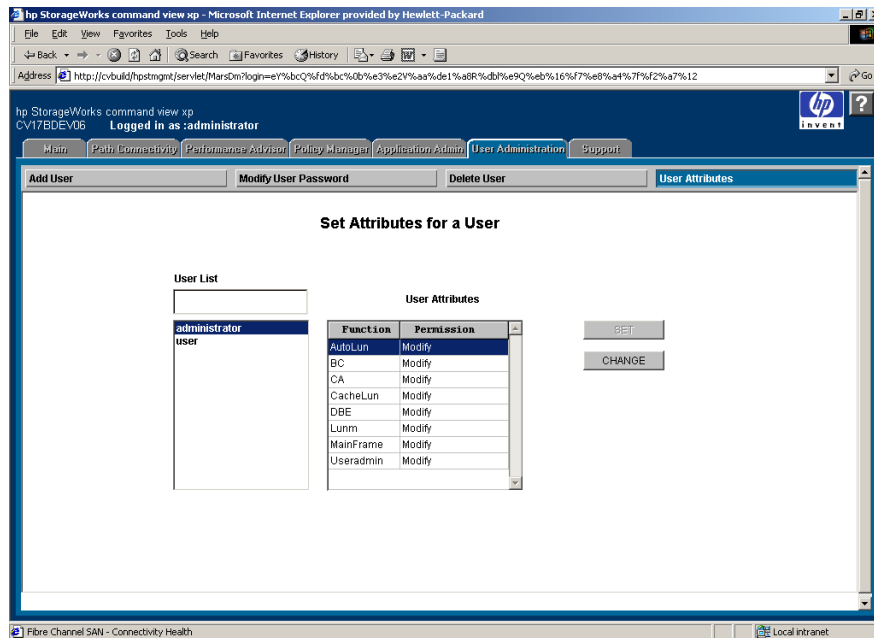 hp StorageWorks command view xp - Microsoft Internet Explorer provided by Hewlett-Packard
File Edit View Favorites Tools Help
Back Search Favorites History
Address http://cvbuild/hpstmgmt/servlet/MarsDm?login=eY%bcQ%fd%bc%0b%e3%e2V%aa%de1%a8R%dbl%e9Q%eb%16%f7%e8%a4%7f%f2%a7%12 Go
hp StorageWorks command view xp
CV17BDEV06 Logged in as :administrator
hp
invent
?
Main Path Connectivity Performance Advisor Policy Manager Application Admin User Administration Support
Add User Modify User Password Delete User User Attributes
Set Attributes for a User
User List
User Attributes
administrator
user
Function Permission
AutoLun Modify
BC Modify
CA Modify
CacheLun Modify
DBE Modify
Lunm Modify
MainFrame Modify
Useradmin Modify
SET
CHANGE
Fibre Channel SAN - Connectivity Health Local intranet